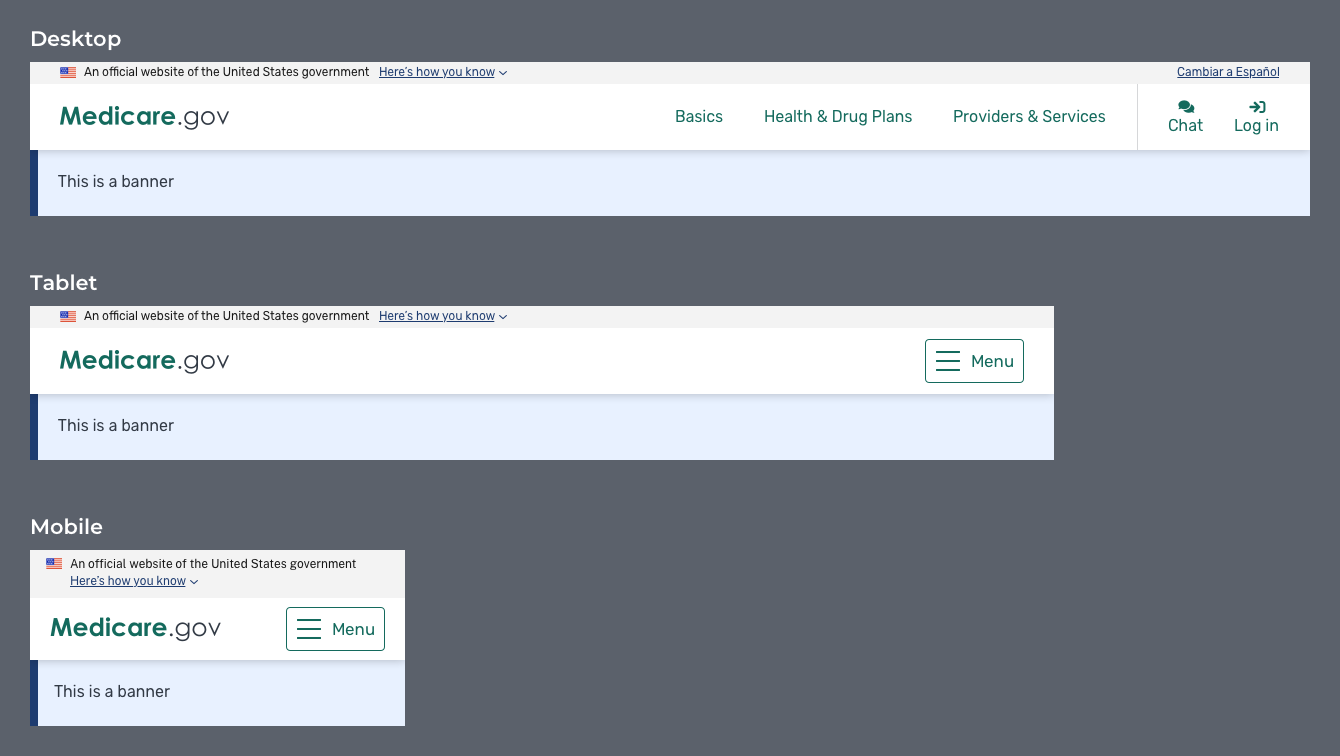 Desktop
An official website of the United States government Here's how you know Cambiar a Español
Medicare.gov Basics Health & Drug Plans Providers & Services Chat Log in
This is a banner
Tablet
An official website of the United States government Here's how you know
Medicare.gov Menu
This is a banner
Mobile
An official website of the United States government
Here's how you know
Medicare.gov Menu
This is a banner